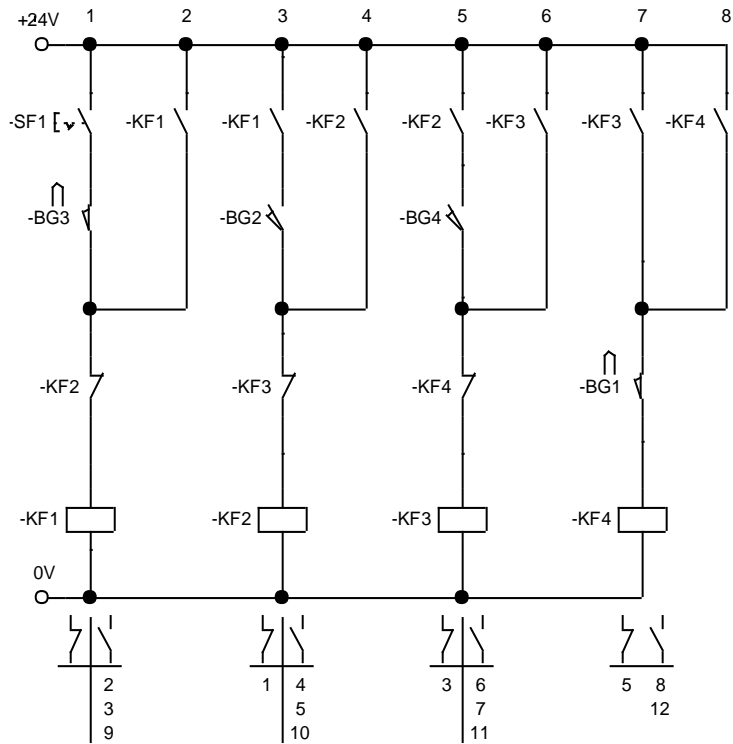 1 2 3 4 5 6 7 8
+24V
-SF1 -KF1 -KF1 -KF2 -KF2 -KF3 -KF3 -KF4
-BG3 -BG2 -BG4
-KF2 -KF3 -KF4 -BG1
-KF1 -KF2 -KF3 -KF4
0V
2 1 4 3 6 5 8
3 5 7 12
9 10 11